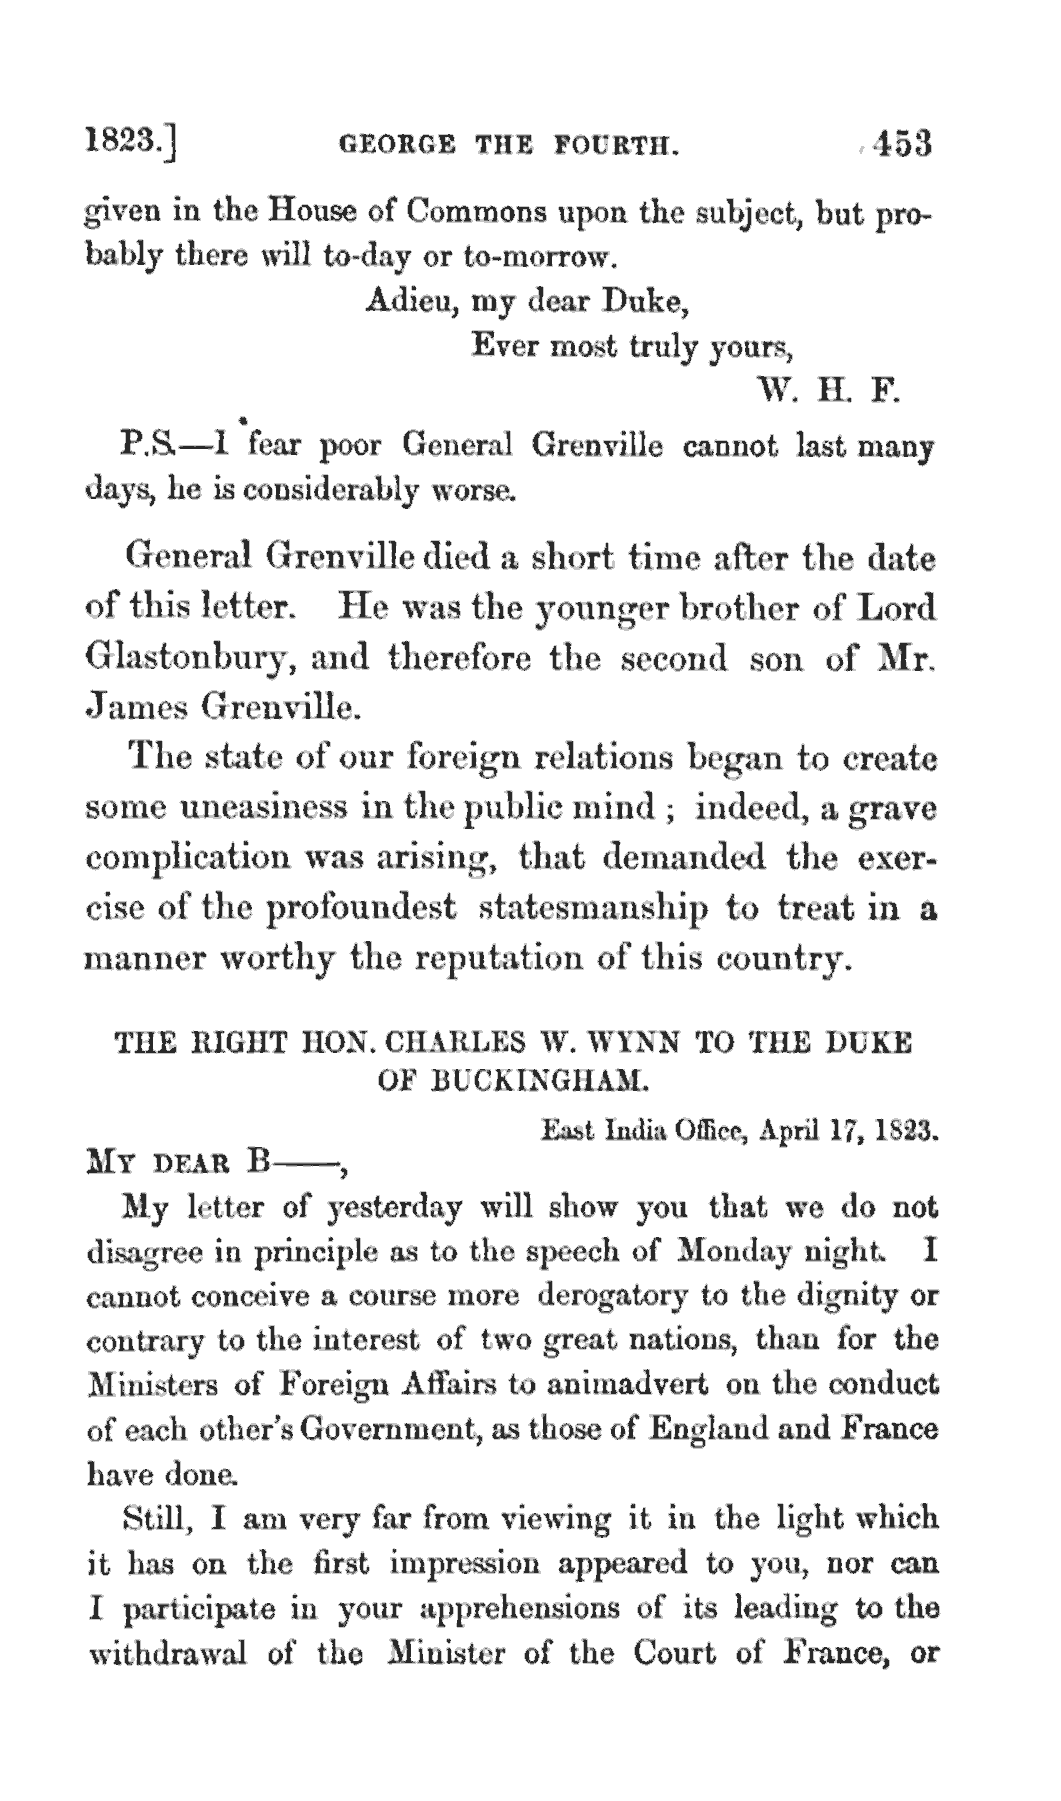 1823.] GEORGE THE FOURTH. 453
given in the House of Commons upon the subject, but pro-
bably there will to-day or to-morrow.
Adieu, my dear Duke,
Ever most truly yours,
W. H. F.
P.S.—I fear poor General Grenville cannot last many
days, he is considerably worse.
General Grenville died a short time after the date
of this letter. He was the younger brother of Lord
Glastonbury, and therefore the second son of Mr.
James Grenville.
The state of our foreign relations began to create
some uneasiness in the public mind ; indeed, a grave
complication was arising, that demanded the exer-
cise of the profoundest statesmanship to treat in a
manner worthy the reputation of this country.
THE RIGHT HON. CHARLES W. WYNN TO THE DUKE
OF BUCKINGHAM.
East India Office, April 17, 1823.
MY DEAR B——,
My letter of yesterday will show you that we do not
disagree in principle as to the speech of Monday night. I
cannot conceive a course more derogatory to the dignity or
contrary to the interest of two great nations, than for the
Ministers of Foreign Affairs to animadvert on the conduct
of each other's Government, as those of England and France
have done.
Still, I am very far from viewing it in the light which
it has on the first impression appeared to you, nor can
I participate in your apprehensions of its leading to the
withdrawal of the Minister of the Court of France, or